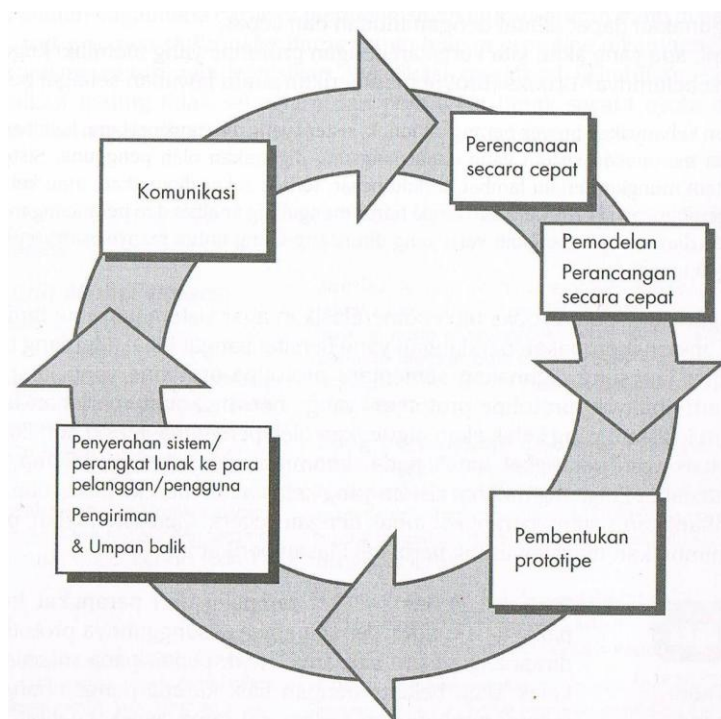 Komunikasi
Perencanaan
secara cepat
Pemodelan
Perancangan
secara cepat
Pembentukan
prototipe
Penyerahan sistem/
perangkat lunak ke para
pelanggan/pengguna
Pengiriman
& Umpan balik